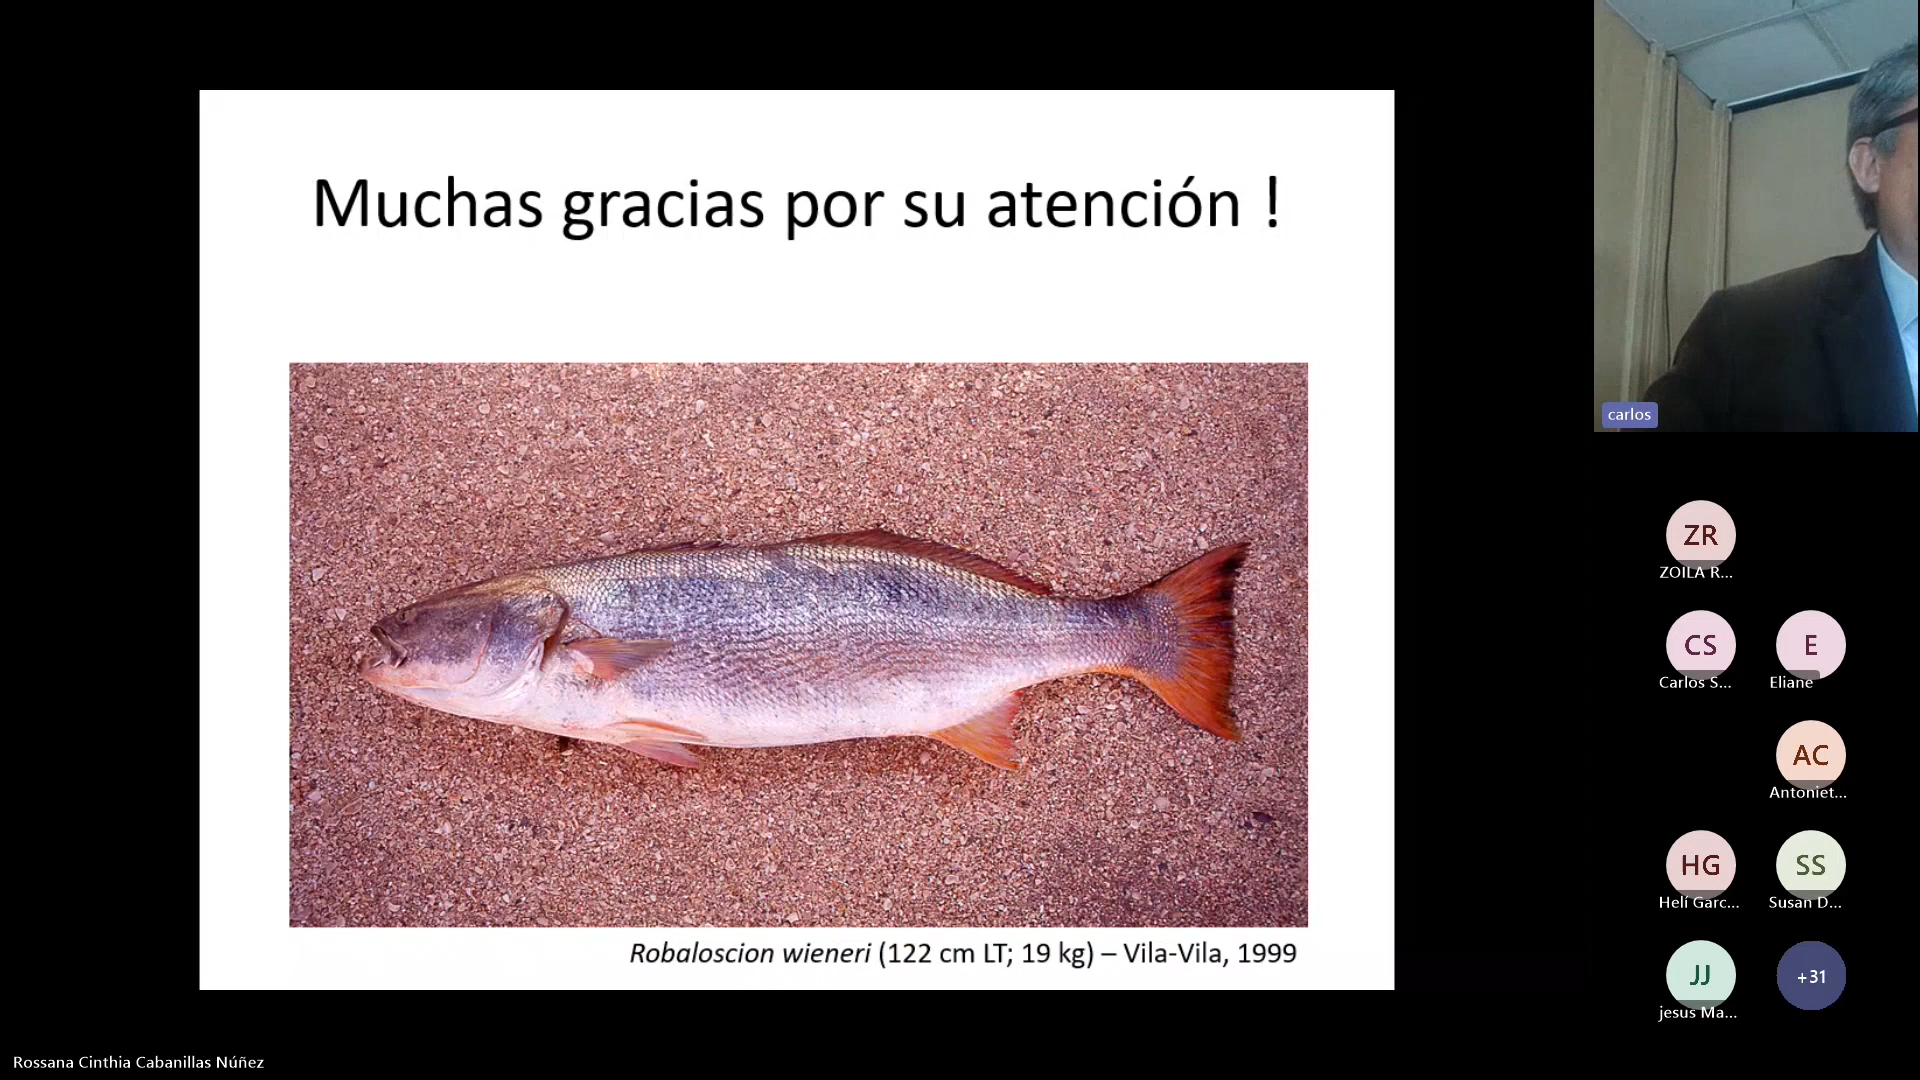 Muchas gracias por su atención !
Robaloscion wieneri (122 cm LT; 19 kg) – Vila-Vila, 1999
carlos
ZR
ZOILA R...
CS
Carlos S...
E
Eliane
AC
Antoniet...
HG
Helí Garc...
SS
Susan D...
JJ
jesus Ma...
+31
Rossana Cinthia Cabanillas Núñez